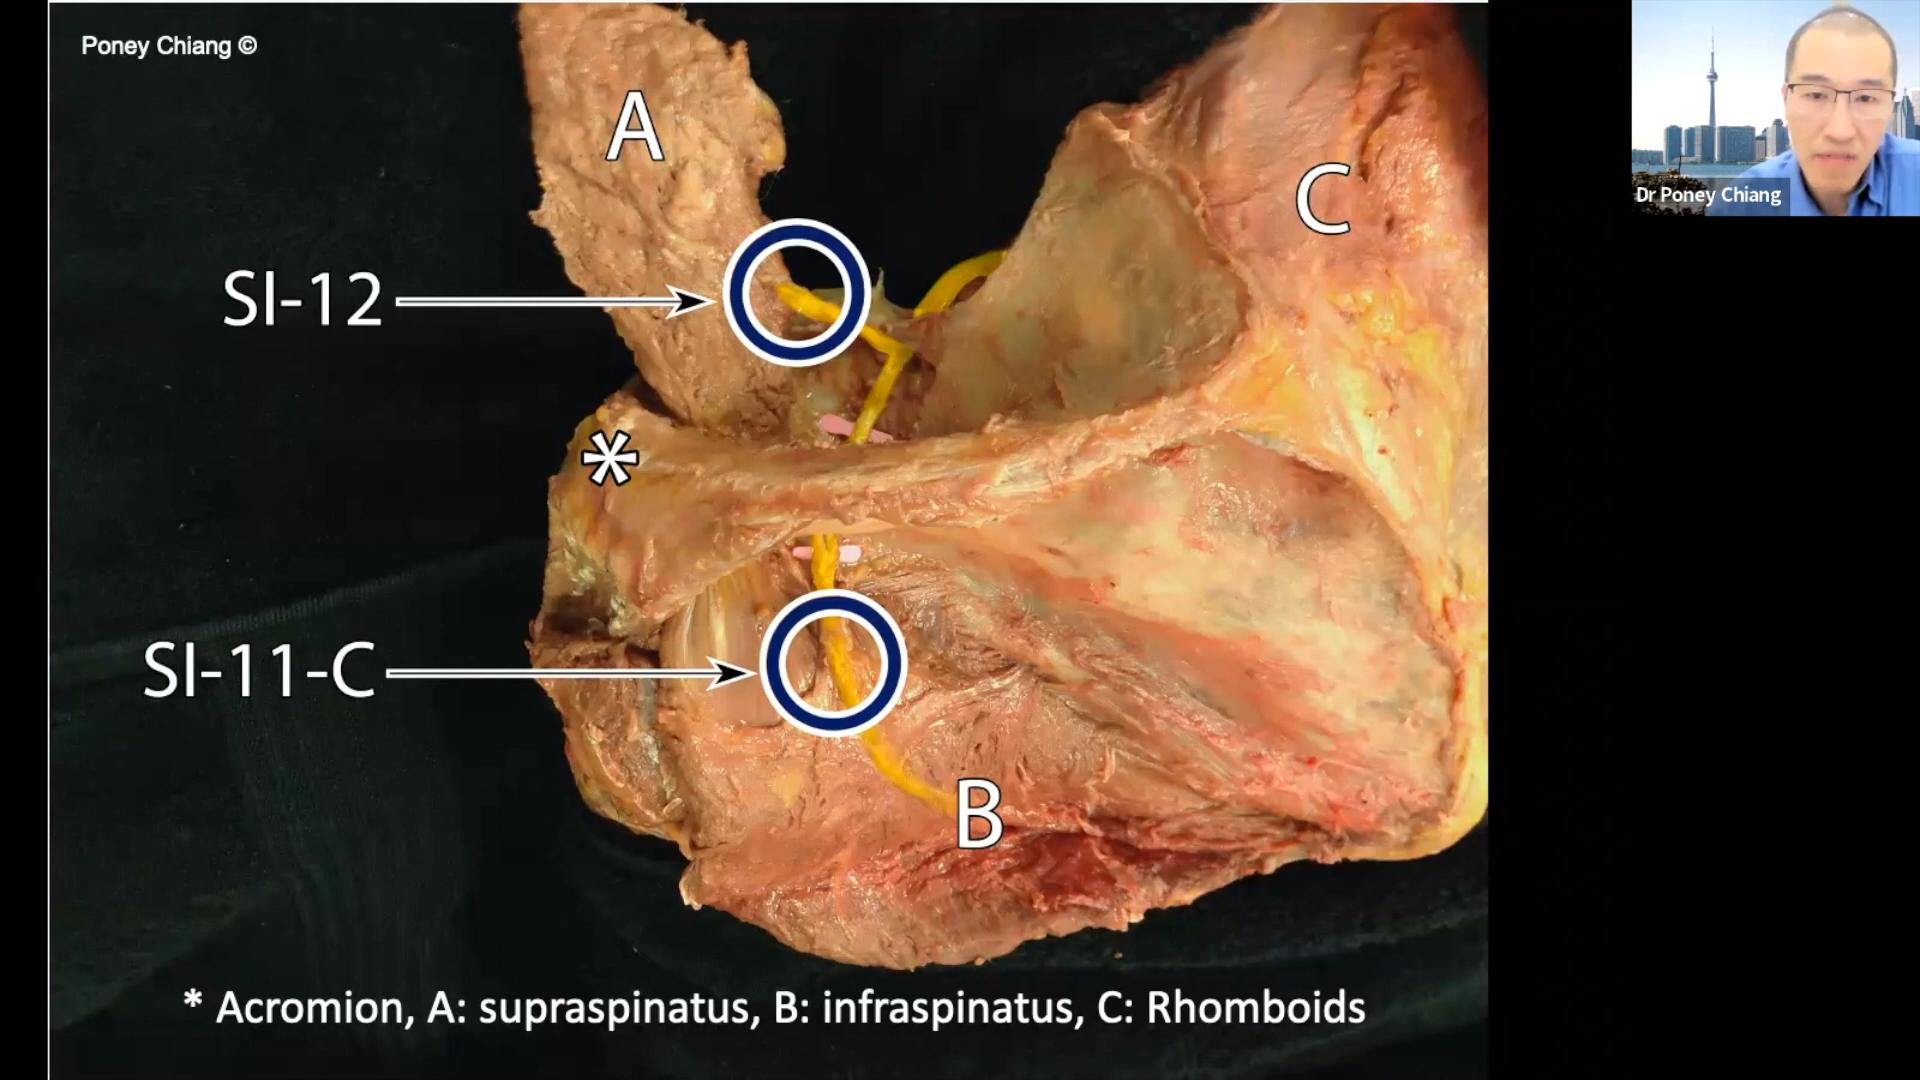 Poney Chiang ©
A
C
Dr Poney Chiang
SI-12
*
SI-11-C
B
* Acromion, A: supraspinatus, B: infraspinatus, C: Rhomboids